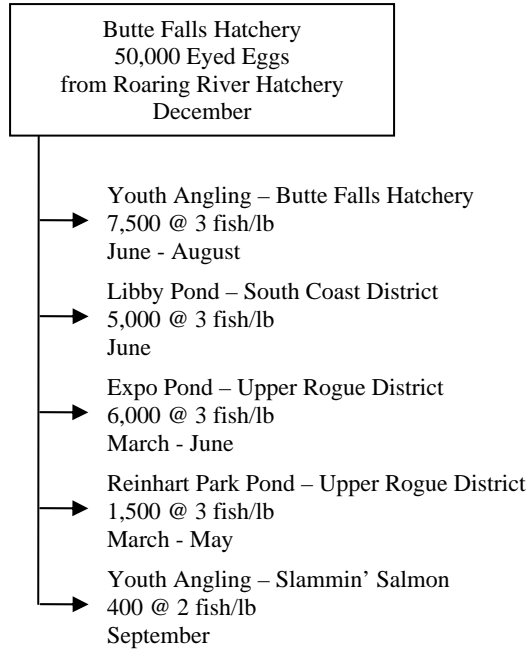 Butte Falls Hatchery
50,000 Eyed Eggs
from Roaring River Hatchery
December
Youth Angling – Butte Falls Hatchery
7,500 @ 3 fish/lb
June - August
Libby Pond – South Coast District
5,000 @ 3 fish/lb
June
Expo Pond – Upper Rogue District
6,000 @ 3 fish/lb
March - June
Reinhart Park Pond – Upper Rogue District
1,500 @ 3 fish/lb
March - May
Youth Angling – Slammin’ Salmon
400 @ 2 fish/lb
September